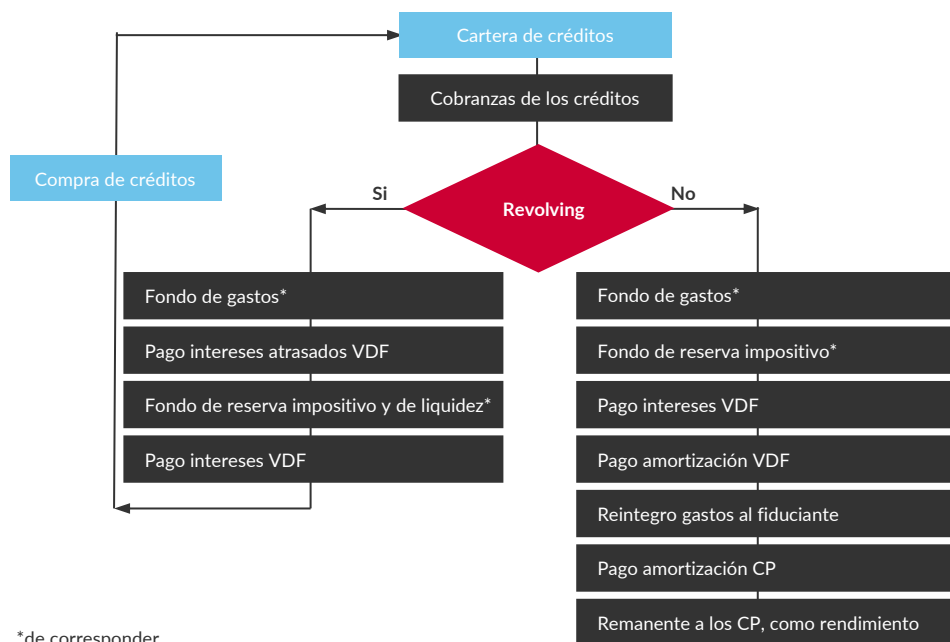 Cartera de créditos
Cobranzas de los créditos
Compra de créditos
Si
Revolving
No
Fondo de gastos*
Pago intereses atrasados VDF
Fondo de reserva impositivo y de liquidez*
Pago intereses VDF
Fondo de gastos*
Fondo de reserva impositivo*
Pago intereses VDF
Pago amortización VDF
Reintegro gastos al fiduciante
Pago amortización CP
Remanente a los CP, como rendimiento
*de corresponder